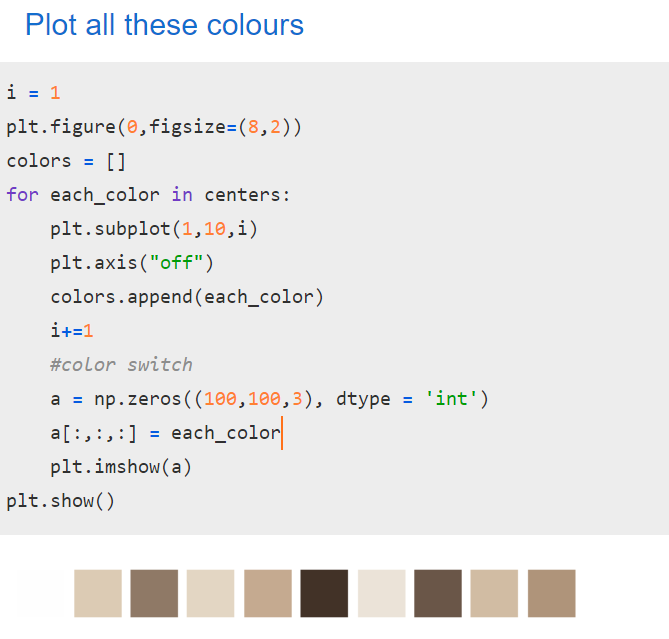 Plot all these colours
i = 1
plt.figure(0,figsize=(8,2))
colors = []
for each_color in centers:
    plt.subplot(1,10,i)
    plt.axis("off")
    colors.append(each_color)
    i+=1
    #color switch
    a = np.zeros((100,100,3), dtype = 'int')
    a[:,:,:] = each_color
    plt.imshow(a)
plt.show()